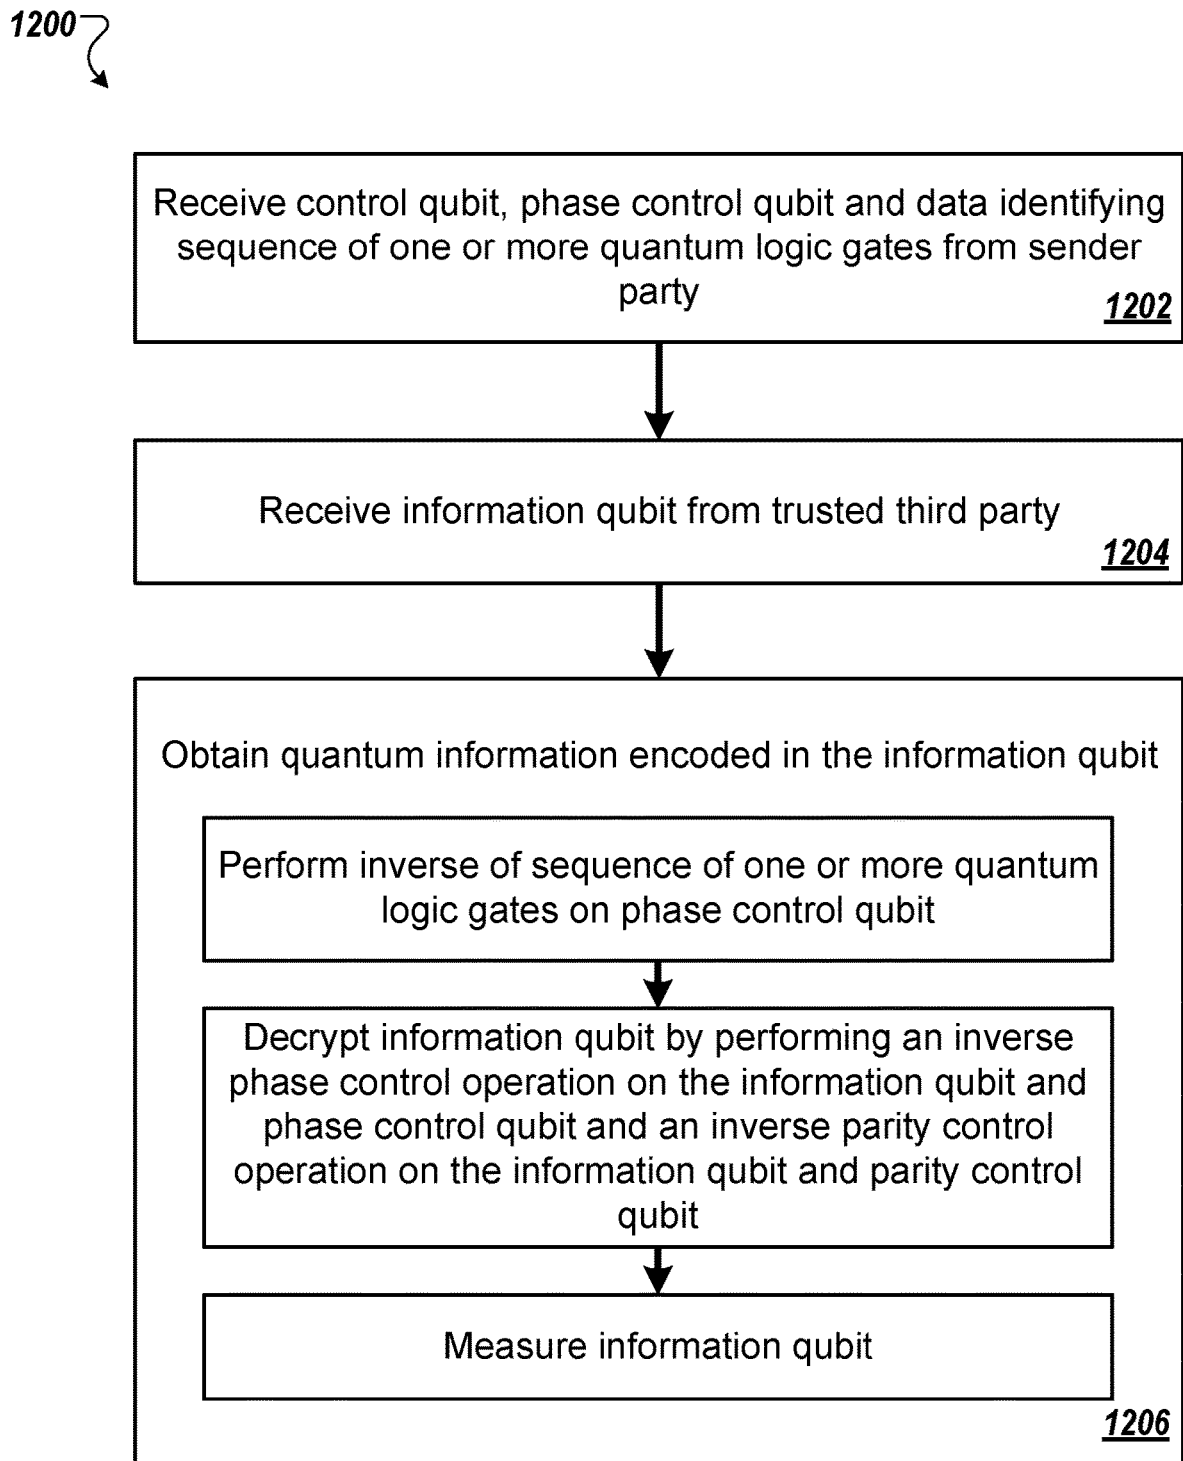 1200
Receive control qubit, phase control qubit and data identifying
sequence of one or more quantum logic gates from sender
party
1202
Receive information qubit from trusted third party
1204
Obtain quantum information encoded in the information qubit
Perform inverse of sequence of one or more quantum
logic gates on phase control qubit
Decrypt information qubit by performing an inverse
phase control operation on the information qubit and
phase control qubit and an inverse parity control
operation on the information qubit and parity control
qubit
Measure information qubit
1206